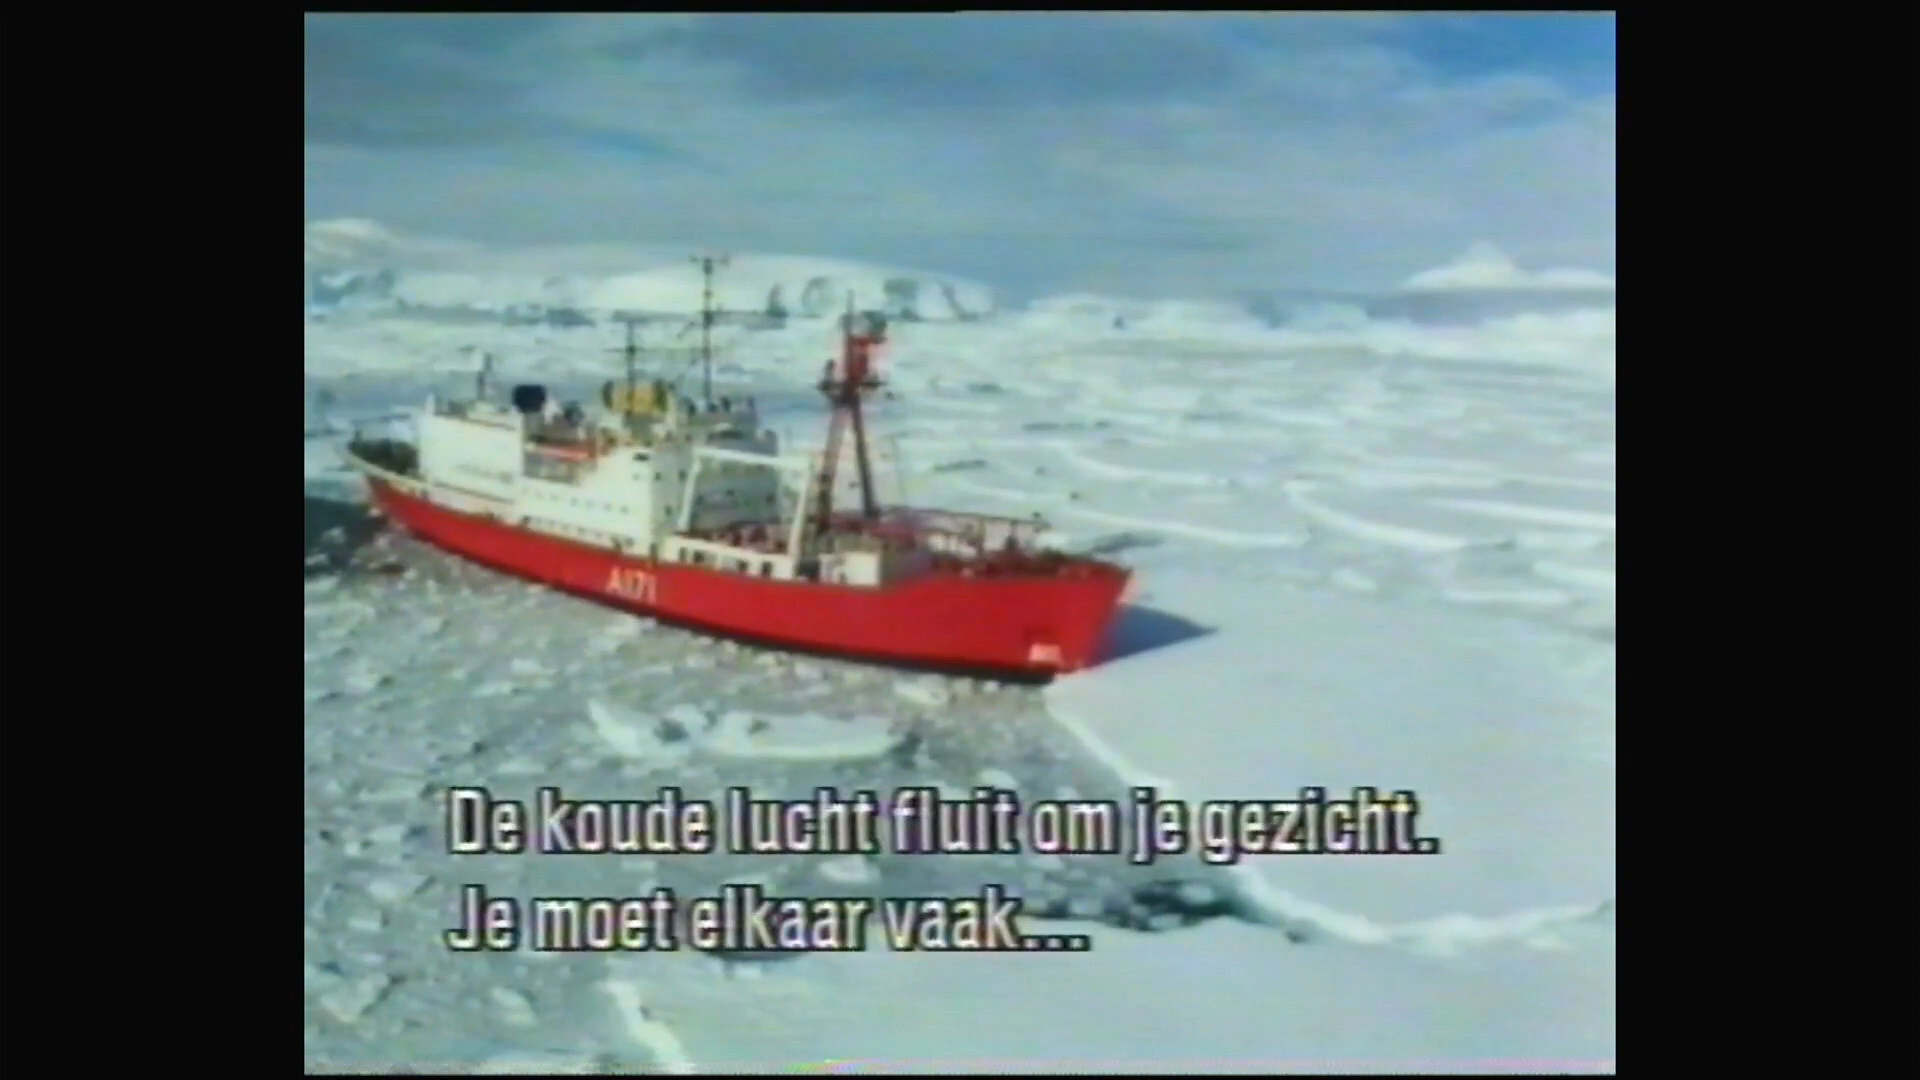 A171
De koude lucht fluit om je gezicht.
Je moet elkaar vaak...